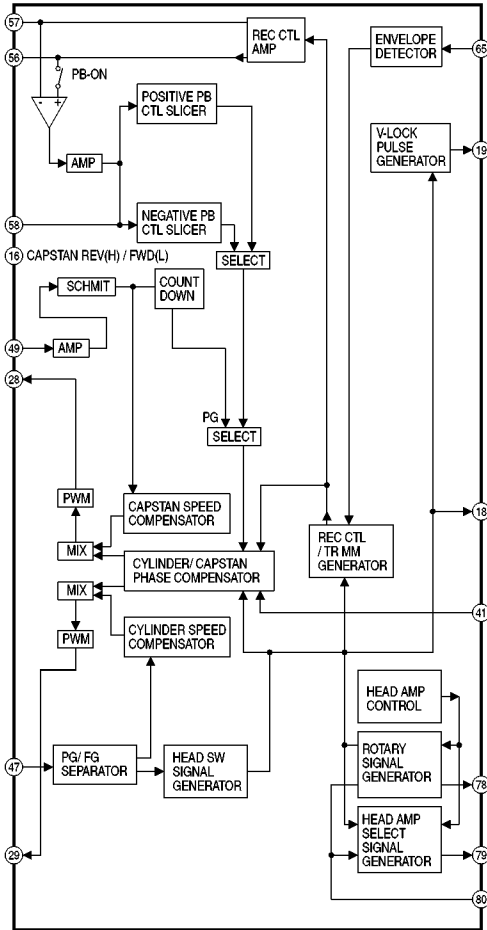 57
REC CTL
AMP
ENVELOPE
DETECTOR
65
56
PB-ON
- +
POSITIVE PB
CTL SLICER
V-LOCK
PULSE
GENERATOR
19
AMP
58
NEGATIVE PB
CTL SLICER
16 CAPSTAN REV(H) / FWD(L)
SELECT
SCHMIT
COUNT
DOWN
49
AMP
28
PG
SELECT
PWM
CAPSTAN SPEED
COMPENSATOR
18
REC CTL
/ TR MM
GENERATOR
MIX
CYLINDER/ CAPSTAN
PHASE COMPENSATOR
MIX
41
CYLINDER SPEED
COMPENSATOR
PWM
HEAD AMP
CONTROL
47
PG/ FG
SEPARATOR
HEAD SW
SIGNAL
GENERATOR
ROTARY
SIGNAL
GENERATOR
78
HEAD AMP
SELECT
SIGNAL
GENERATOR
29
79
80